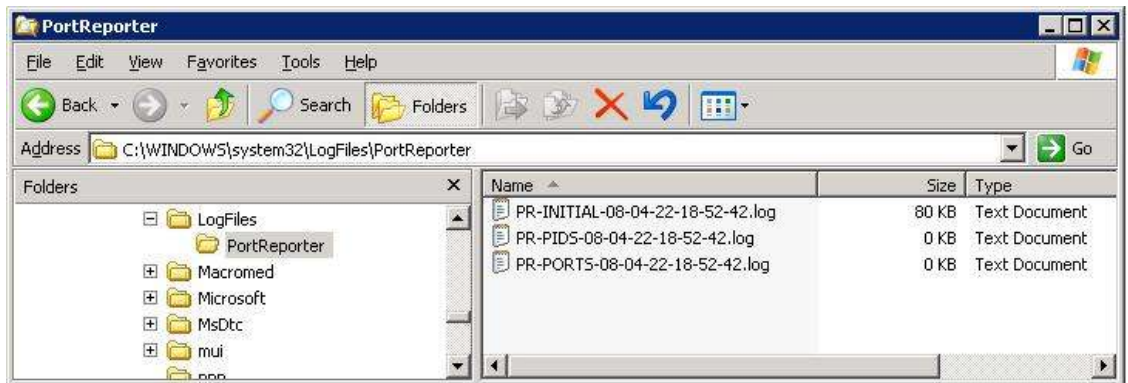 PortReporter
File Edit View Favorites Tools Help
Back Search Folders
Address C:\WINDOWS\system32\LogFiles\PortReporter Go
Folders x Name Size Type
LogFiles PR-INITIAL-08-04-22-18-52-42.log 80 KB Text Document
PortReporter PR-PIDS-08-04-22-18-52-42.log 0 KB Text Document
Macromed PR-PORTS-08-04-22-18-52-42.log 0 KB Text Document
Microsoft
MsDtc
mui